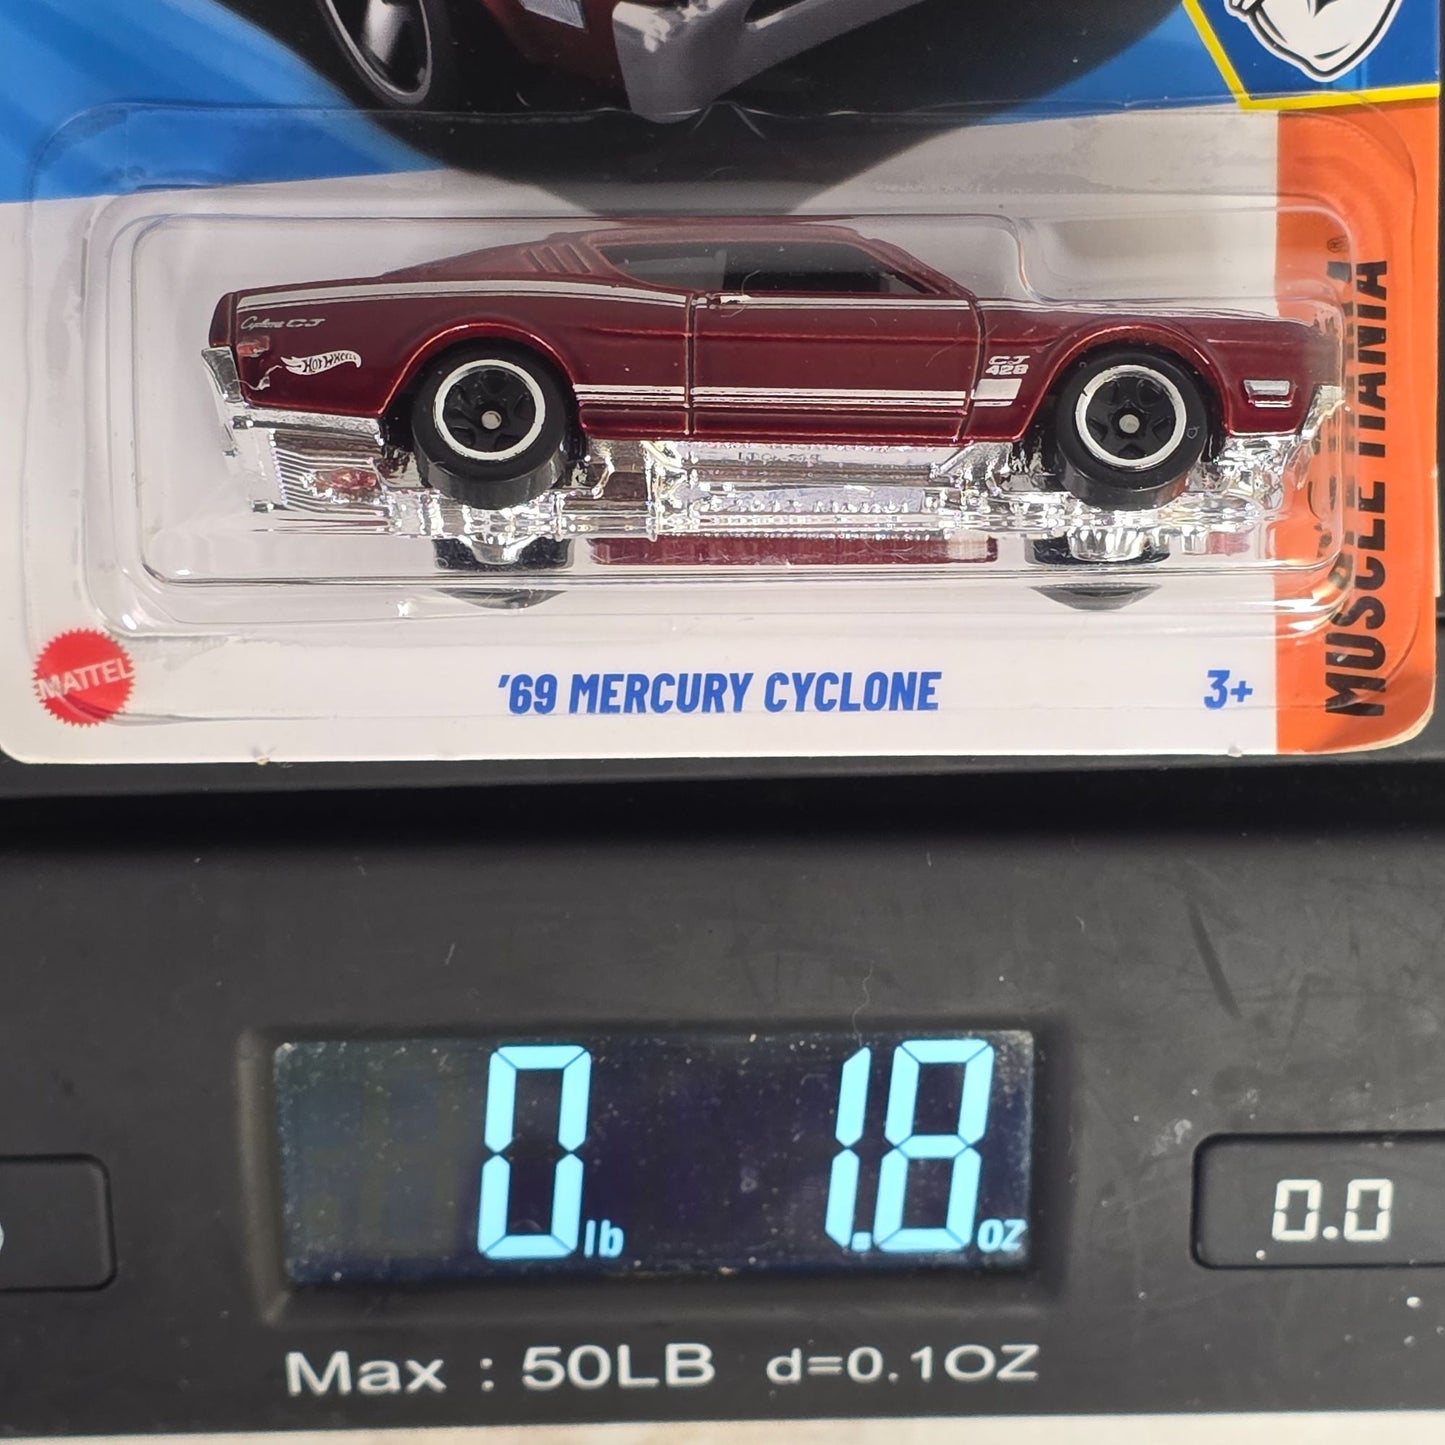 Cyclone CJ
HOT WHEELS
CJ
428
MUSCLE MANIA®
MATTEL
'69 MERCURY CYCLONE
3+
0 lb 1.8 oz
0.0
Max : 50LB d=0.1OZ